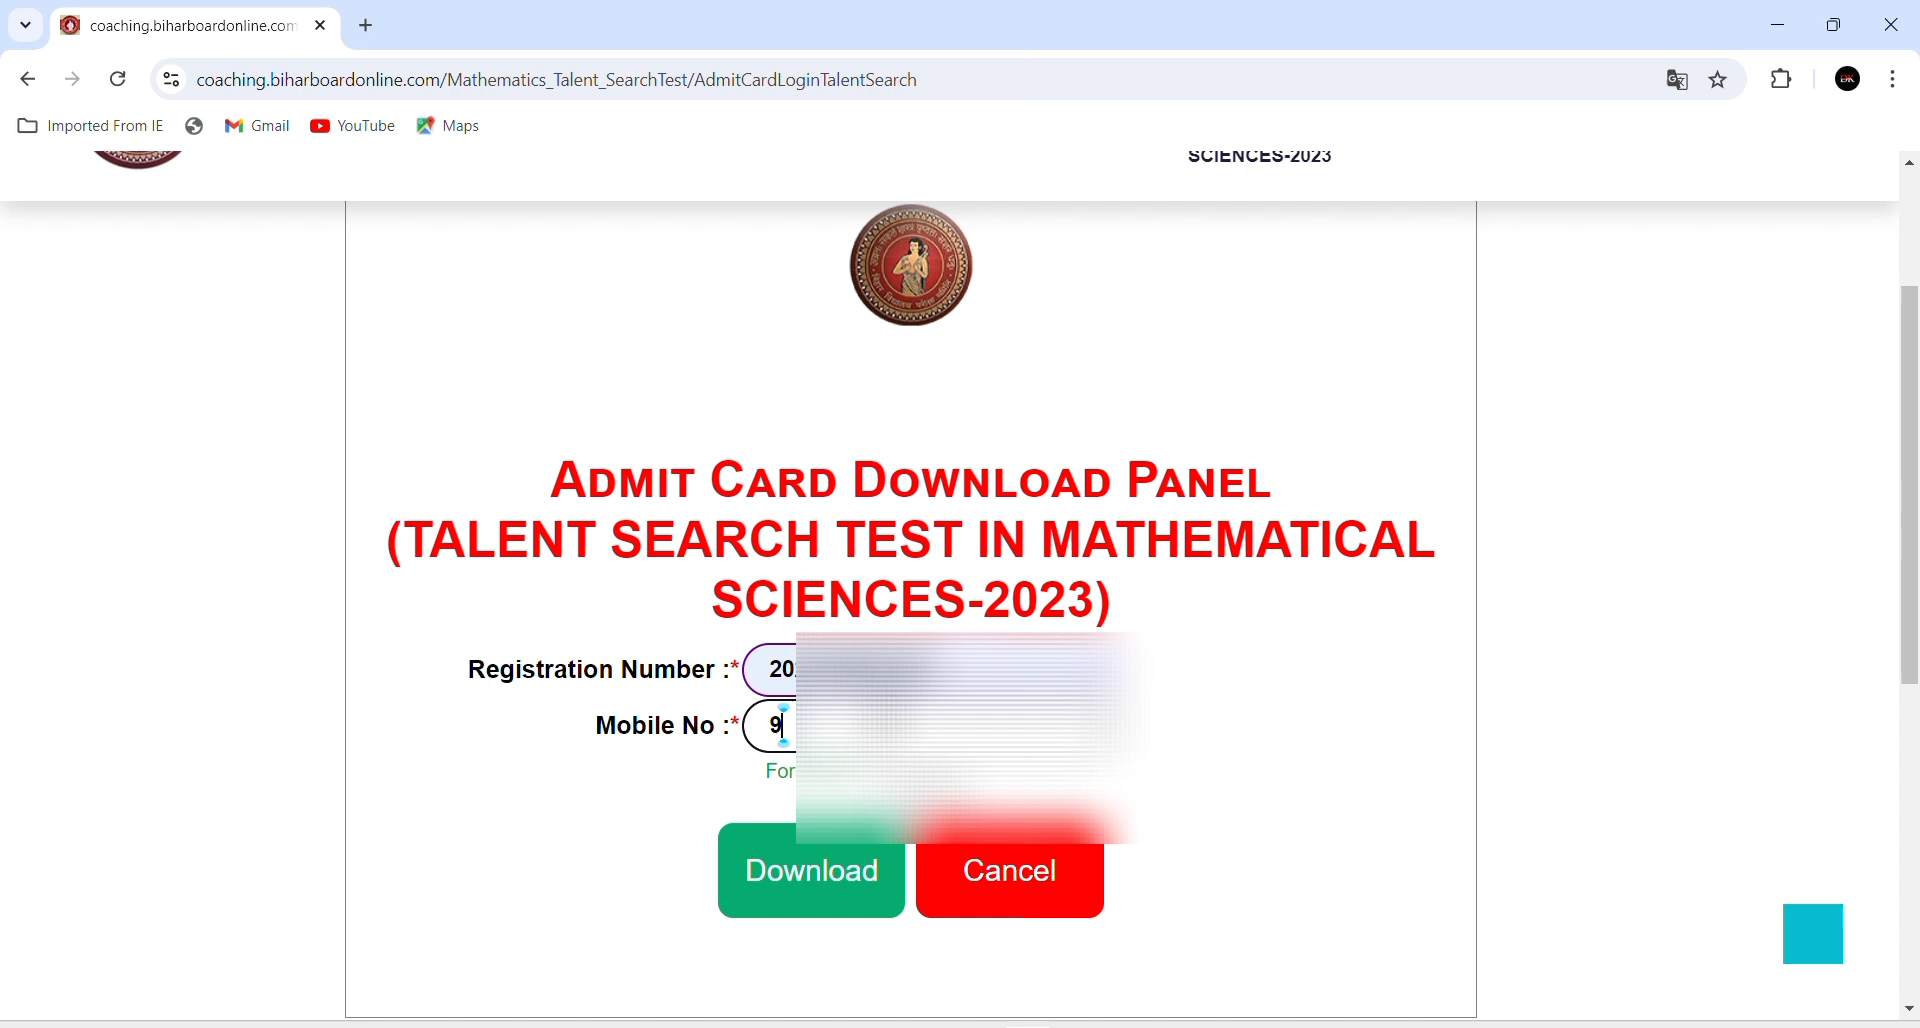 coaching.biharboardonline.com
coaching.biharboardonline.com/Mathematics_Talent_SearchTest/AdmitCardLoginTalentSearch
Imported From IE
Gmail
YouTube
Maps
SCIENCES-2023
ADMIT CARD DOWNLOAD PANEL
(TALENT SEARCH TEST IN MATHEMATICAL
SCIENCES-2023)
Registration Number :* 20
Mobile No :* 9
For
Download Cancel